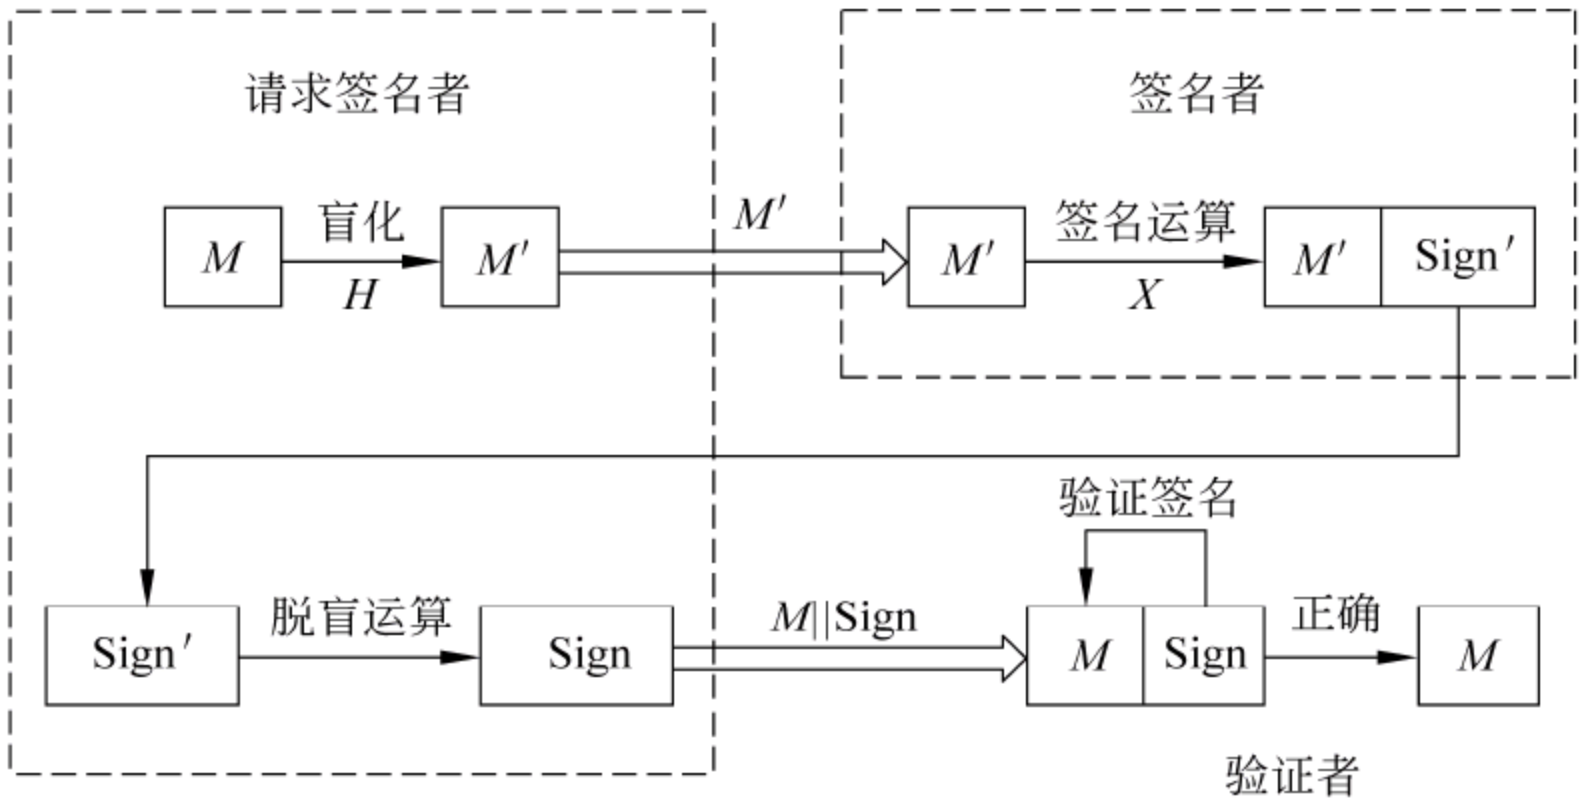 请求签名者
签名者
M
盲化
H
M′
M′
M′
签名运算
X
M′
Sign′
验证签名
Sign′
脱盲运算
Sign
M||Sign
M
Sign
正确
M
验证者